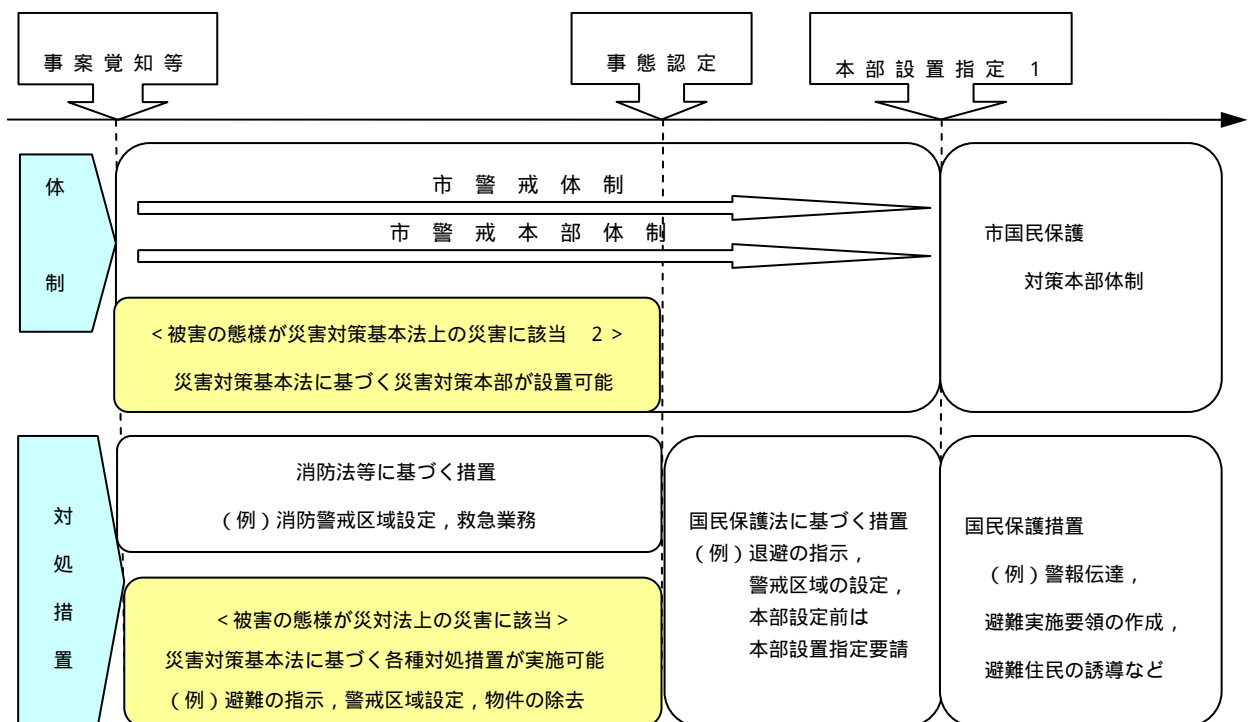 事案覚知等
事態認定
本部設置指定 1
体制
市警戒体制
市警戒本部体制
<被害の態様が災害対策基本法上の災害に該当 2>
災害対策基本法に基づく災害対策本部が設置可能
市国民保護
対策本部体制
対処措置
消防法等に基づく措置
(例)消防警戒区域設定,救急業務
<被害の態様が災対法上の災害に該当>
災害対策基本法に基づく各種対処措置が実施可能
(例)避難の指示,警戒区域設定,物件の除去
国民保護法に基づく措置
(例)退避の指示,
警戒区域の設定,
本部設定前は
本部設置指定要請
国民保護措置
(例)警報伝達,
避難実施要領の作成,
避難住民の誘導など